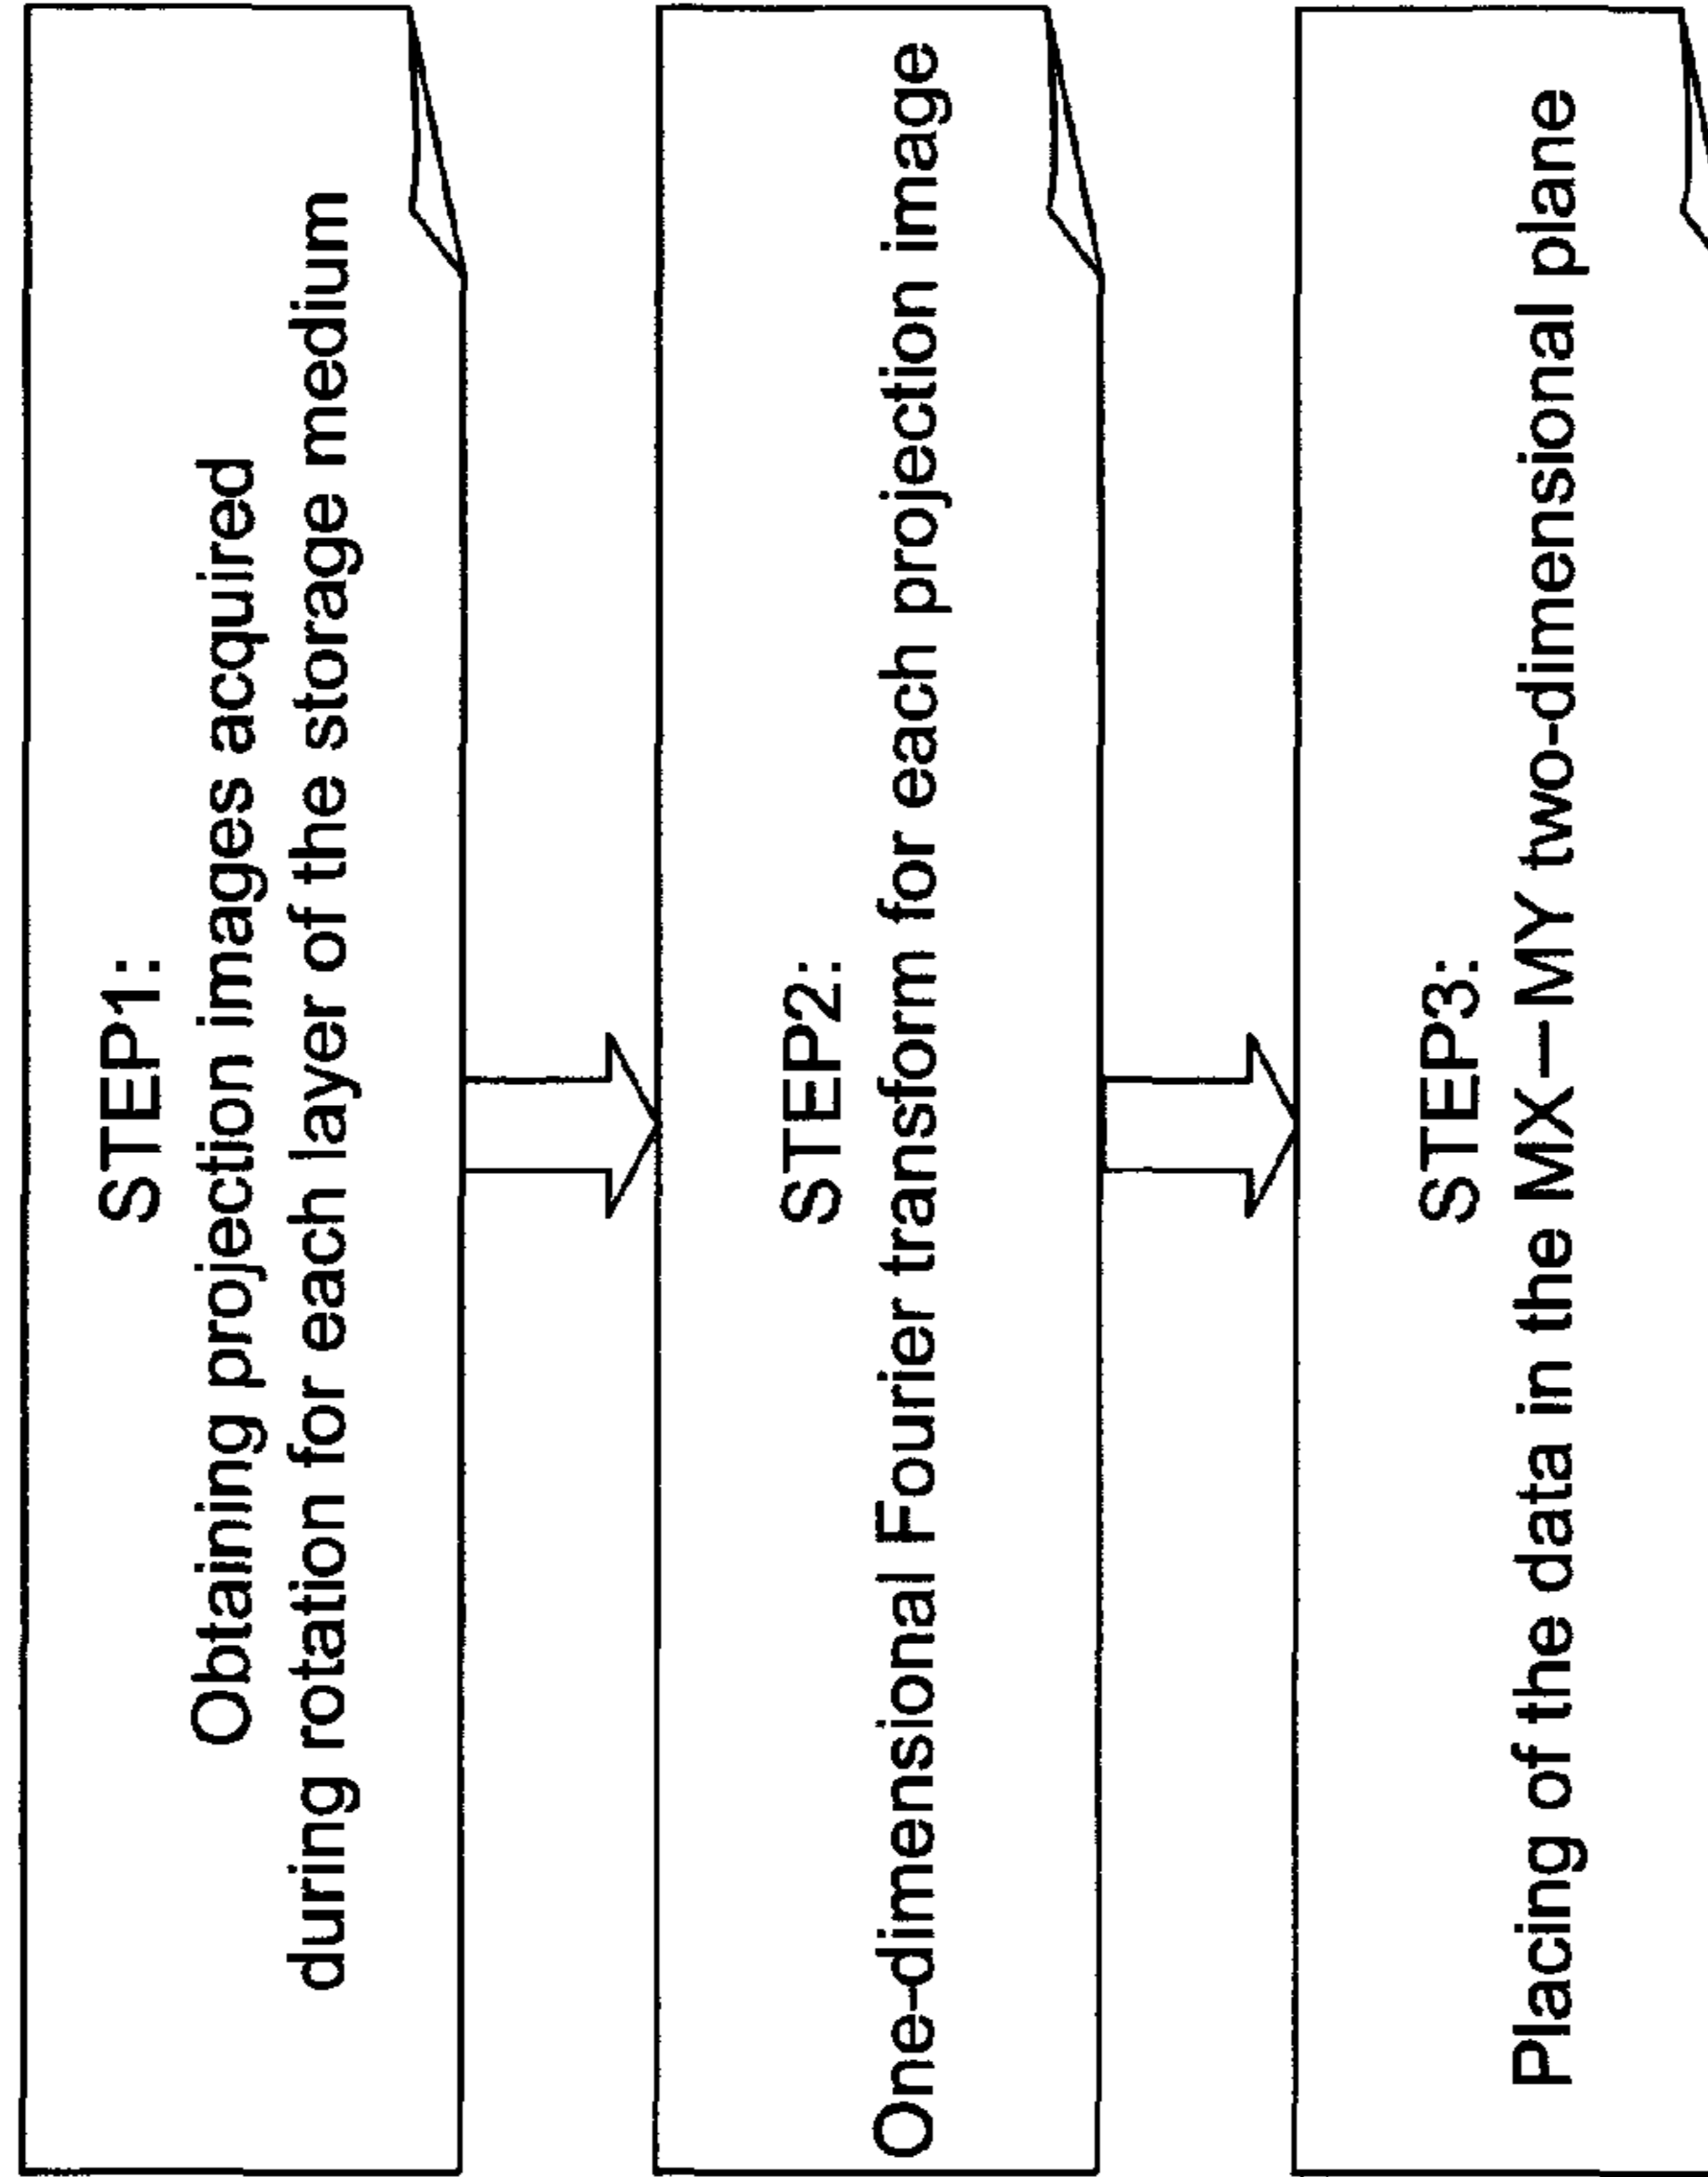 STEP1:
Obtaining projection images acquired
during rotation for each layer of the storage medium
STEP2:
One-dimensional Fourier transform for each projection image
STEP3:
Placing of the data in the MX−MY two-dimensional plane